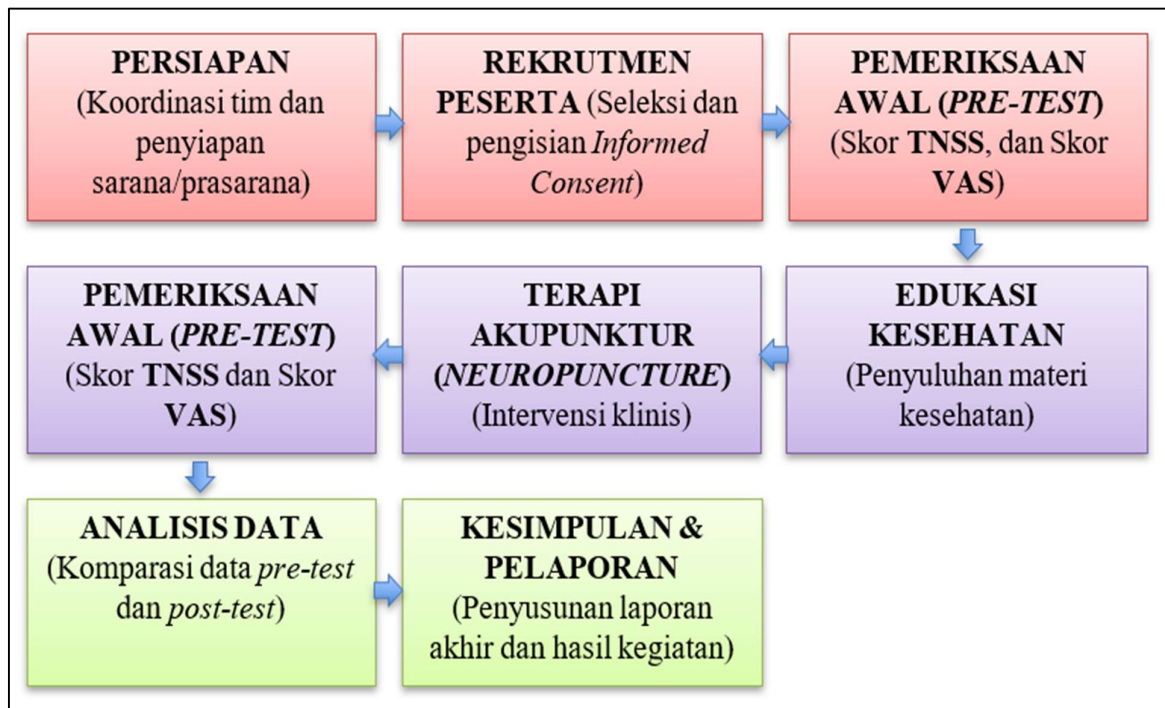 PERSIAPAN
(Koordinasi tim dan
penyiapan
sarana/prasarana)
REKRUTMEN
PESERTA (Seleksi dan
pengisian Informed
Consent)
PEMERIKSAAN
AWAL (PRE-TEST)
(Skor TNSS, dan Skor
VAS)
EDUKASI
KESEHATAN
(Penyuluhan materi
kesehatan)
TERAPI
AKUPUNKTUR
(NEUROPUNCTURE)
(Intervensi klinis)
PEMERIKSAAN
AWAL (PRE-TEST)
(Skor TNSS dan Skor
VAS)
ANALISIS DATA
(Komparasi data pre-test
dan post-test)
KESIMPULAN &
PELAPORAN
(Penyusunan laporan
akhir dan hasil kegiatan)